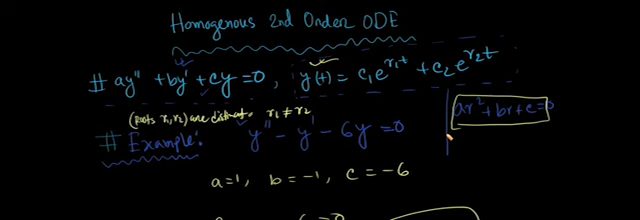 Homogenous 2nd Order ODE
# ay'' + by' + cy = 0, y(t) = c₁e^{r₁t} + c₂e^{r₂t}
(roots r₁, r₂) are distinct r₁ ≠ r₂
ar² + br + c = 0
# Example: y'' - y' - 6y = 0
a=1, b = -1, c = -6